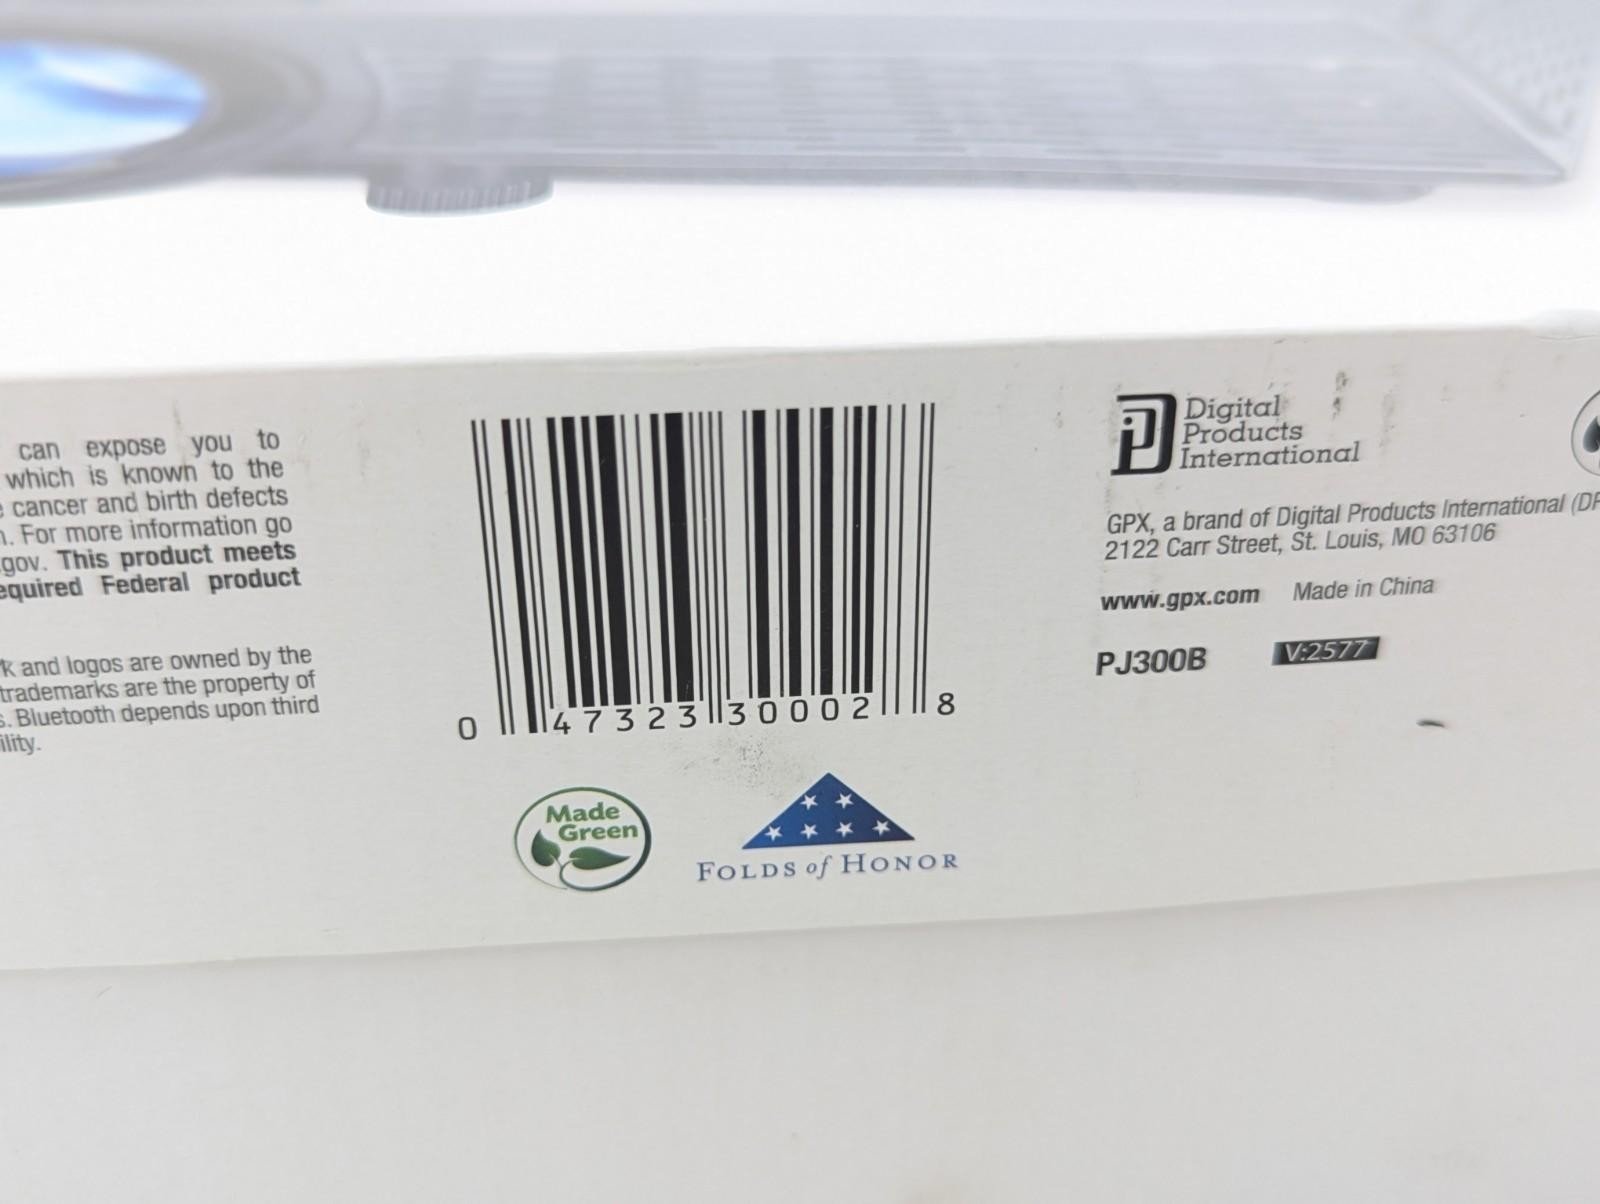 can expose you to
which is known to the
cancer and birth defects
For more information go
gov. This product meets
Federal product
and logos are owned by the
trademarks are the property of
Bluetooth depends upon third
0 47323 30002 8
Made
Green
FOLDS of HONOR
Digital
Products
International
GPX, a brand of Digital Products International (DP
2122 Carr Street, St. Louis, MO 63106
www.gpx.com Made in China
PJ300B V:2577